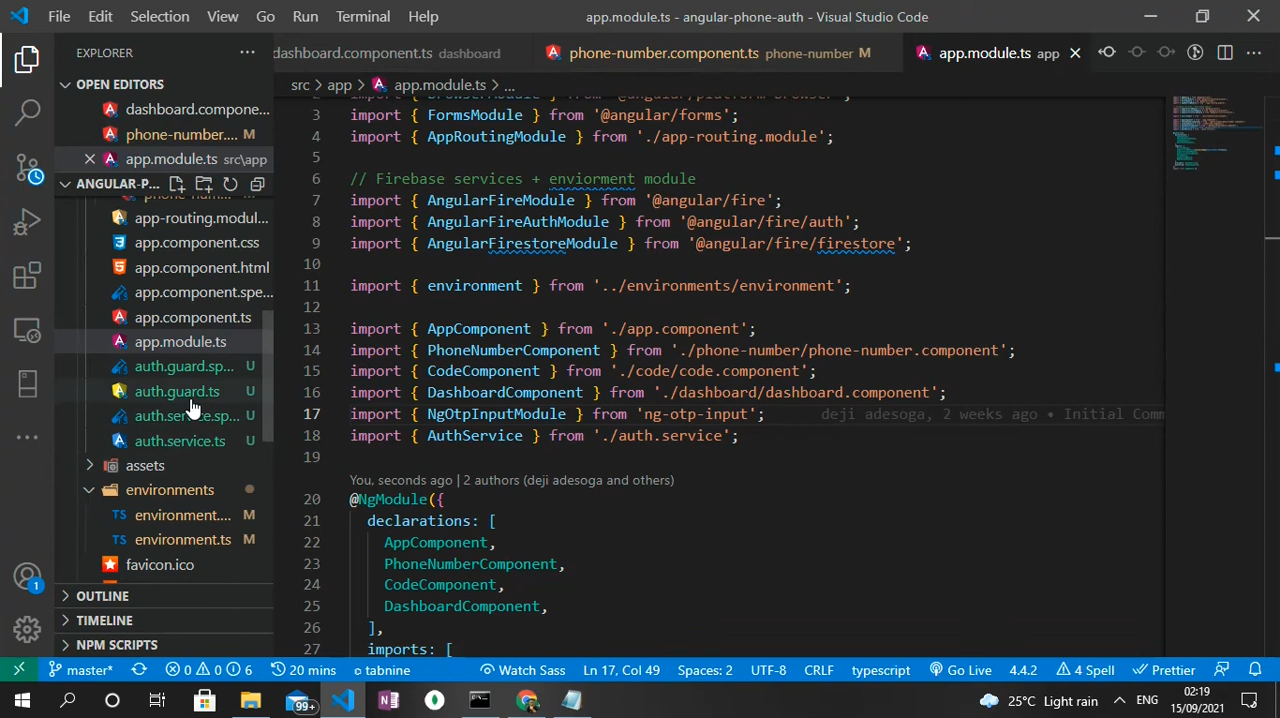 File Edit Selection View Go Run Terminal Help
app.module.ts - angular-phone-auth - Visual Studio Code
EXPLORER
dashboard.component.ts dashboard
phone-number.component.ts phone-number M
app.module.ts app
OPEN EDITORS
src > app > app.module.ts > ...
dashboard.compone...
phone-number.... M
app.module.ts src\app
ANGULAR-P...
app-routing.modul...
app.component.css
app.component.html
app.component.spe...
app.component.ts
app.module.ts
auth.guard.sp... U
auth.guard.ts U
auth.service.sp... U
auth.service.ts U
assets
environments
environment.... M
environment.ts M
favicon.ico
OUTLINE
TIMELINE
NPM SCRIPTS
3 import { FormsModule } from '@angular/forms';
4 import { AppRoutingModule } from './app-routing.module';
5
6 // Firebase services + enviorment module
7 import { AngularFireModule } from '@angular/fire';
8 import { AngularFireAuthModule } from '@angular/fire/auth';
9 import { AngularFirestoreModule } from '@angular/fire/firestore';
10
11 import { environment } from '../environments/environment';
12
13 import { AppComponent } from './app.component';
14 import { PhoneNumberComponent } from './phone-number/phone-number.component';
15 import { CodeComponent } from './code/code.component';
16 import { DashboardComponent } from './dashboard/dashboard.component';
17 import { NgOtpInputModule } from 'ng-otp-input'; deji adesoga, 2 weeks ago • Initial Comm
18 import { AuthService } from './auth.service';
19
You, seconds ago | 2 authors (deji adesoga and others)
20 @NgModule({
21 declarations: [
22 AppComponent,
23 PhoneNumberComponent,
24 CodeComponent,
25 DashboardComponent,
26 ],
27 imports: [
1
master* 0 0 6 20 mins tabnine Watch Sass Ln 17, Col 49 Spaces: 2 UTF-8 CRLF typescript Go Live 4.4.2 4 Spell Prettier
99+
25°C Light rain ENG
02:19
15/09/2021